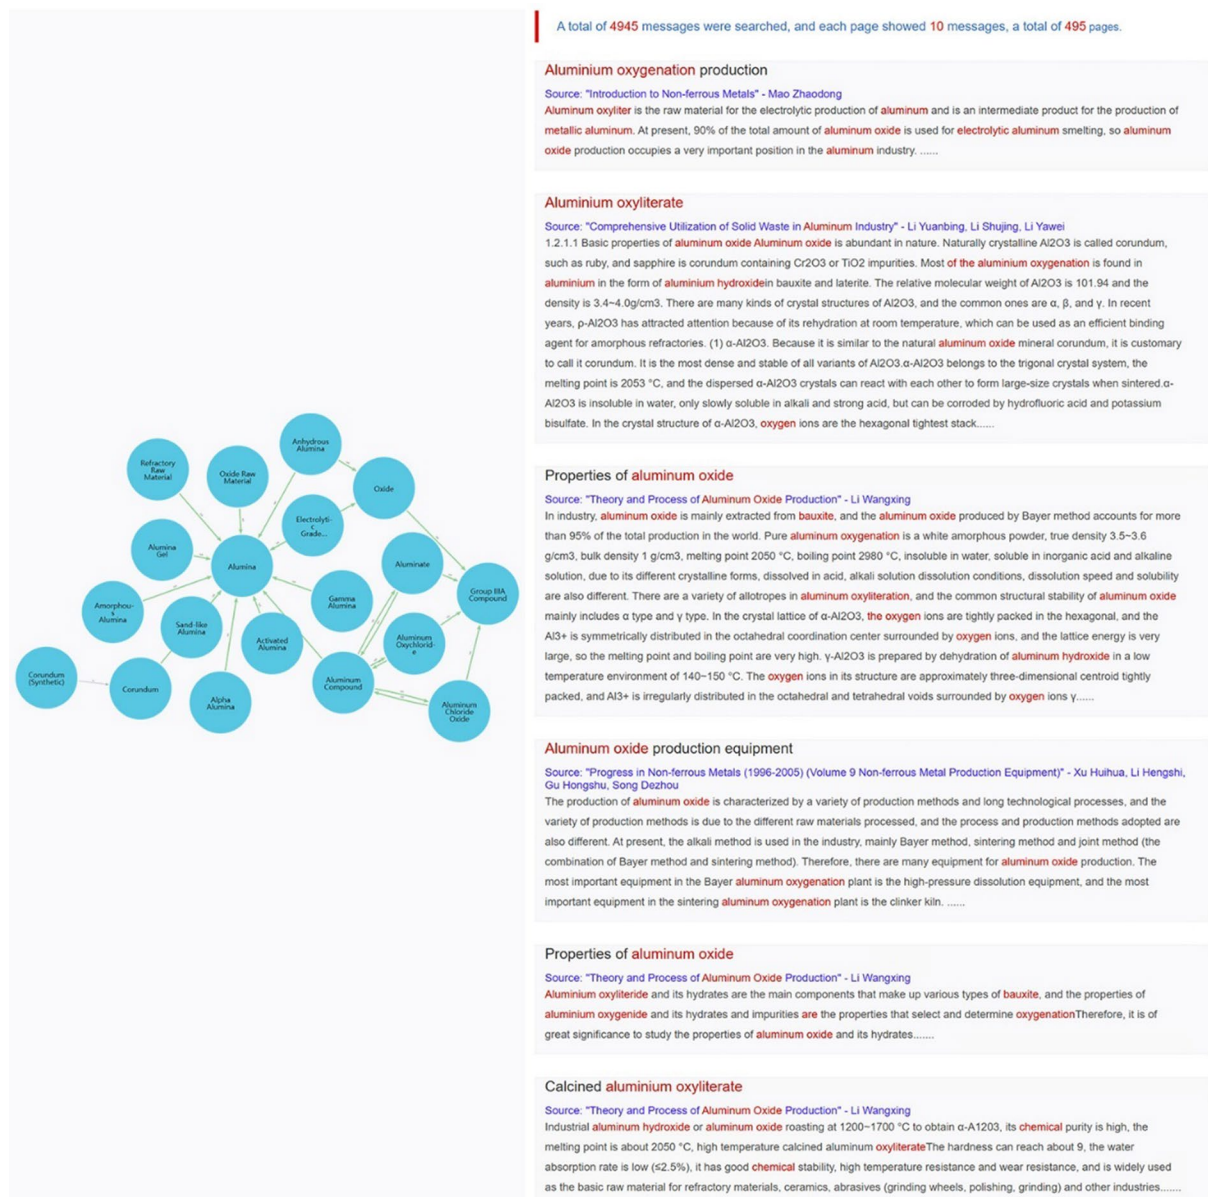 A total of 4945 messages were searched, and each page showed 10 messages, a total of 495 pages.
Aluminium oxygenation production
Source: "Introduction to Non-ferrous Metals" - Mao Zhaodong
Aluminum oxyliter is the raw material for the electrolytic production of aluminum and is an intermediate product for the production of
metallic aluminum. At present, 90% of the total amount of aluminum oxide is used for electrolytic aluminum smelting, so aluminum
oxide production occupies a very important position in the aluminum industry. ......
Aluminium oxyliterate
Source: "Comprehensive Utilization of Solid Waste in Aluminum Industry" - Li Yuanbing, Li Shujing, Li Yawei
1.2.1.1 Basic properties of aluminum oxide Aluminum oxide is abundant in nature. Naturally crystalline Al2O3 is called corundum,
such as ruby, and sapphire is corundum containing Cr2O3 or TiO2 impurities. Most of the aluminium oxygenation is found in
aluminium in the form of aluminium hydroxidein bauxite and laterite. The relative molecular weight of Al2O3 is 101.94 and the
density is 3.4~4.0g/cm3. There are many kinds of crystal structures of Al2O3, and the common ones are α, β, and γ. In recent
years, ρ-Al2O3 has attracted attention because of its rehydration at room temperature, which can be used as an efficient binding
agent for amorphous refractories. (1) α-Al2O3. Because it is similar to the natural aluminum oxide mineral corundum, it is customary
to call it corundum. It is the most dense and stable of all variants of Al2O3.α-Al2O3 belongs to the trigonal crystal system, the
melting point is 2053 °C, and the dispersed α-Al2O3 crystals can react with each other to form large-size crystals when sintered.α-
Al2O3 is insoluble in water, only slowly soluble in alkali and strong acid, but can be corroded by hydrofluoric acid and potassium
bisulfate. In the crystal structure of α-Al2O3, oxygen ions are the hexagonal tightest stack......
Properties of aluminum oxide
Source: "Theory and Process of Aluminum Oxide Production" - Li Wangxing
In industry, aluminum oxide is mainly extracted from bauxite, and the aluminum oxide produced by Bayer method accounts for more
than 95% of the total production in the world. Pure aluminum oxygenation is a white amorphous powder, true density 3.5~3.6
g/cm3, bulk density 1 g/cm3, melting point 2050 °C, boiling point 2980 °C, insoluble in water, soluble in inorganic acid and alkaline
solution, due to its different crystalline forms, dissolved in acid, alkali solution dissolution conditions, dissolution speed and solubility
are also different. There are a variety of allotropes in aluminum oxyliteration, and the common structural stability of aluminum oxide
mainly includes α type and γ type. In the crystal lattice of α-Al2O3, the oxygen ions are tightly packed in the hexagonal, and the
Al3+ is symmetrically distributed in the octahedral coordination center surrounded by oxygen ions, and the lattice energy is very
large, so the melting point and boiling point are very high. γ-Al2O3 is prepared by dehydration of aluminum hydroxide in a low
temperature environment of 140~150 °C. The oxygen ions in its structure are approximately three-dimensional centroid tightly
packed, and Al3+ is irregularly distributed in the octahedral and tetrahedral voids surrounded by oxygen ions γ......
Aluminum oxide production equipment
Source: "Progress in Non-ferrous Metals (1996-2005) (Volume 9 Non-ferrous Metal Production Equipment)" - Xu Huihua, Li Hengshi,
Gu Hongshu, Song Dezhou
The production of aluminum oxide is characterized by a variety of production methods and long technological processes, and the
variety of production methods is due to the different raw materials processed, and the process and production methods adopted are
also different. At present, the alkali method is used in the industry, mainly Bayer method, sintering method and joint method (the
combination of Bayer method and sintering method). Therefore, there are many equipment for aluminum oxide production. The
most important equipment in the Bayer aluminum oxygenation plant is the high-pressure dissolution equipment, and the most
important equipment in the sintering aluminum oxygenation plant is the clinker kiln. ......
Properties of aluminum oxide
Source: "Theory and Process of Aluminum Oxide Production" - Li Wangxing
Aluminium oxyliteride and its hydrates are the main components that make up various types of bauxite, and the properties of
aluminium oxygenide and its hydrates and impurities are the properties that select and determine oxygenationTherefore, it is of
great significance to study the properties of aluminum oxide and its hydrates.......
Calcined aluminium oxyliterate
Source: "Theory and Process of Aluminum Oxide Production" - Li Wangxing
Industrial aluminum hydroxide or aluminum oxide roasting at 1200~1700 °C to obtain α-A1203, its chemical purity is high, the
melting point is about 2050 °C, high temperature calcined aluminum oxyliterateThe hardness can reach about 9, the water
absorption rate is low (≤2.5%), it has good chemical stability, high temperature resistance and wear resistance, and is widely used
as the basic raw material for refractory materials, ceramics, abrasives (grinding wheels, polishing, grinding) and other industries.......
Anhydrous
Alumina
Refractory
Raw
Material
Oxide Raw
Material
Oxide
Electrolyti-
c
Grade...
Alumina
Gel
Alumina
Aluminate
Group IIIA
Compound
Gamma
Alumina
Amorphou-
s
Alumina
Sand-like
Alumina
Activated
Alumina
Aluminum
Oxychlorid-
e
Corundum
(Synthetic)
Corundum
Alpha
Alumina
Aluminum
Compound
Aluminum
Chloride
Oxide